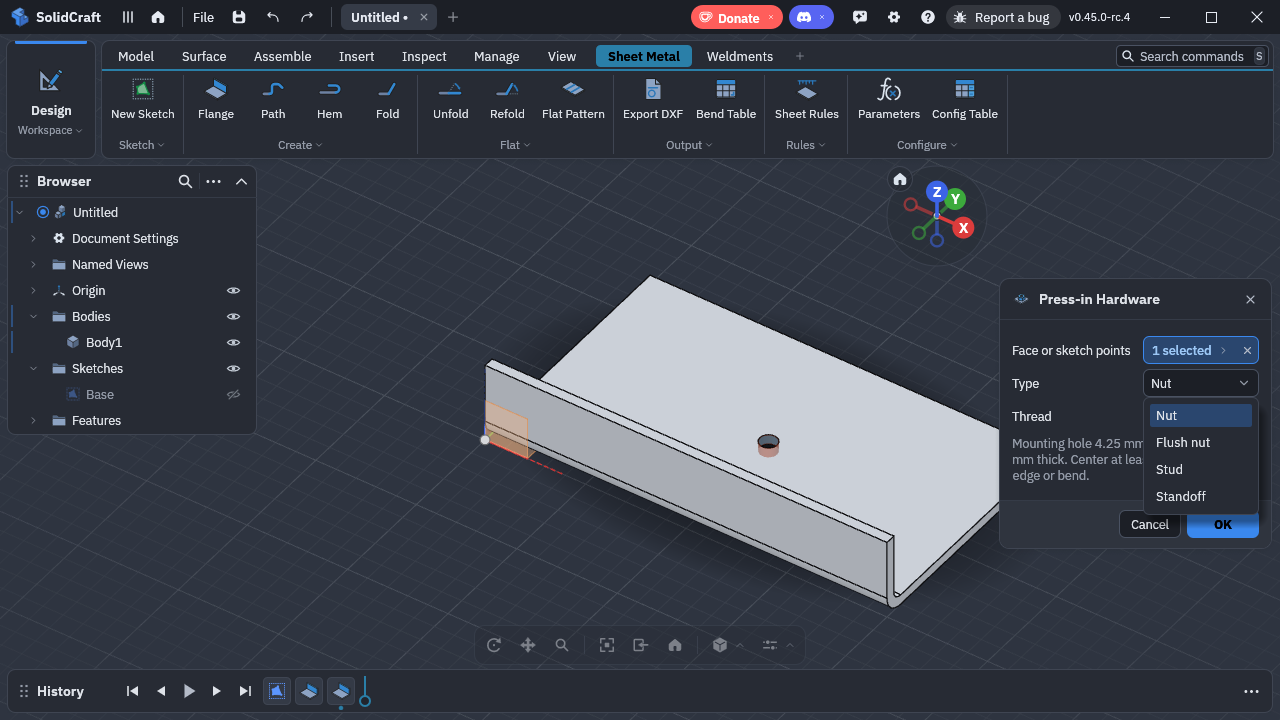 SolidCraft
File
Untitled •
Donate
Report a bug
v0.45.0-rc.4
Design
Workspace
Model
Surface
Assemble
Insert
Inspect
Manage
View
Sheet Metal
Weldments
Search commands
S
New Sketch
Flange
Path
Hem
Fold
Unfold
Refold
Flat Pattern
Export DXF
Bend Table
Sheet Rules
Parameters
Config Table
Sketch
Create
Flat
Output
Rules
Configure
Browser
Untitled
Document Settings
Named Views
Origin
Bodies
Body1
Sketches
Base
Features
Z
Y
X
Press-in Hardware
Face or sketch points
1 selected
Type
Nut
Thread
Nut
Flush nut
Stud
Standoff
Mounting hole 4.25 mm
mm thick. Center at
edge or bend.
Cancel
OK
History